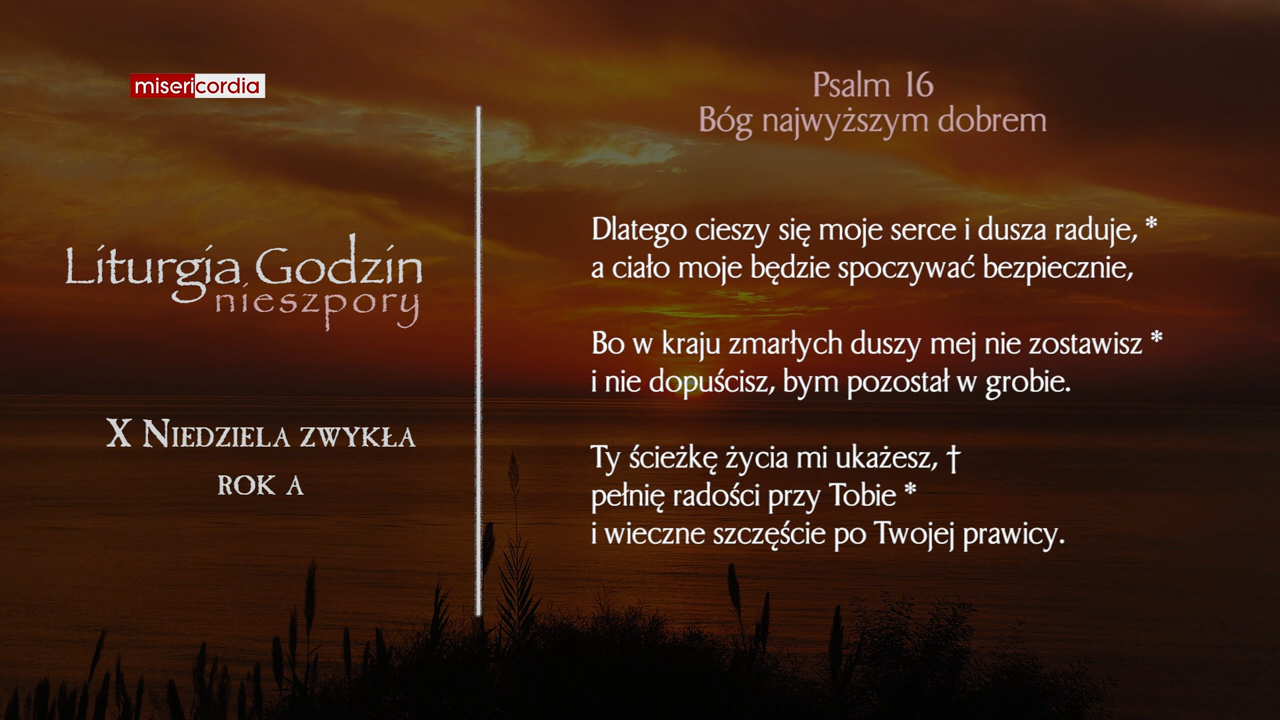 misericordia
Liturgia Godzin
nieszpory
X Niedziela zwykła
rok A
Psalm 16
Bóg najwyższym dobrem
Dlatego cieszy się moje serce i dusza raduje, *
a ciało moje będzie spoczywać bezpiecznie,
Bo w kraju zmarłych duszy mej nie zostawisz *
i nie dopuścisz, bym pozostał w grobie.
Ty ścieżkę życia mi ukażesz, †
pełnię radości przy Tobie *
i wieczne szczęście po Twojej prawicy.